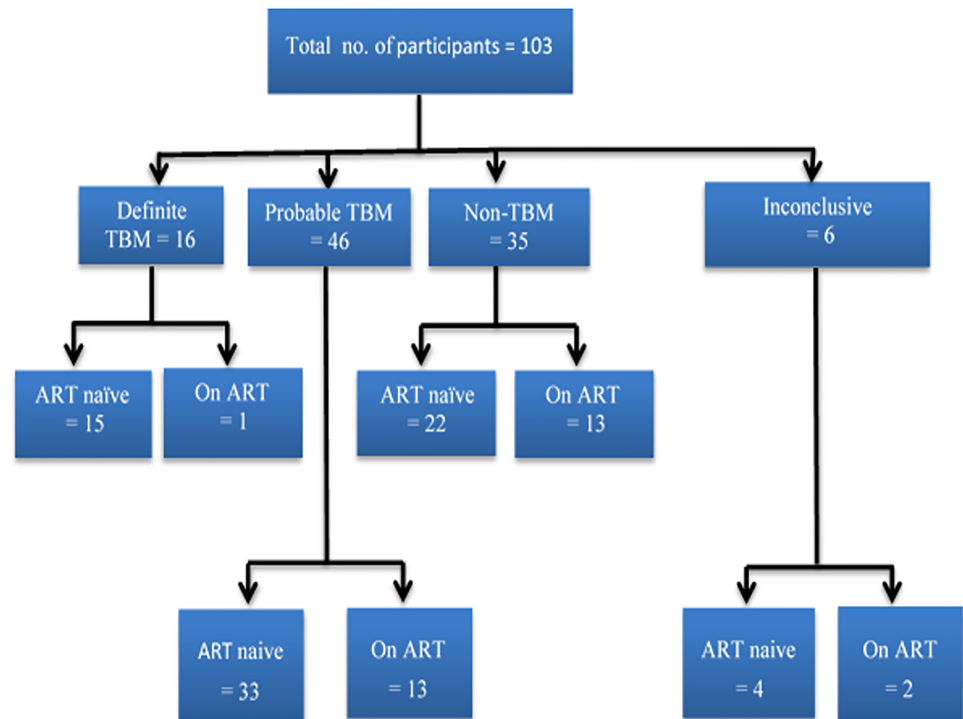 Total no. of participants = 103
Definite
TBM = 16
Probable TBM
= 46
Non-TBM
= 35
Inconclusive
= 6
ART naïve
= 15
On ART
= 1
ART naïve
= 22
On ART
= 13
ART naive
= 33
On ART
= 13
ART naive
= 4
On ART
= 2